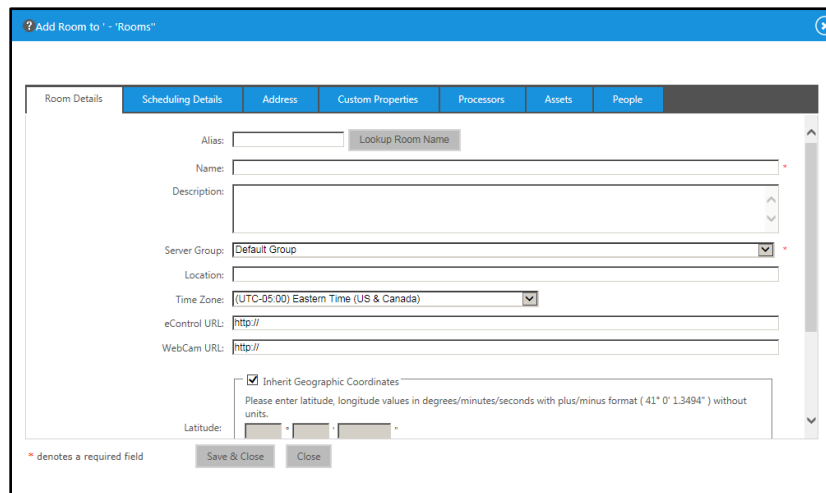 ? Add Room to ' - 'Rooms''
Room Details Scheduling Details Address Custom Properties Processors Assets People
Alias: Lookup Room Name
Name: *
Description:
Server Group: Default Group *
Location:
Time Zone: (UTC-05:00) Eastern Time (US & Canada)
eControl URL: http://
WebCam URL: http://
Inherit Geographic Coordinates
Please enter latitude, longitude values in degrees/minutes/seconds with plus/minus format ( 41° 0' 1.3494" ) without
units.
Latitude: ° ' "
* denotes a required field Save & Close Close